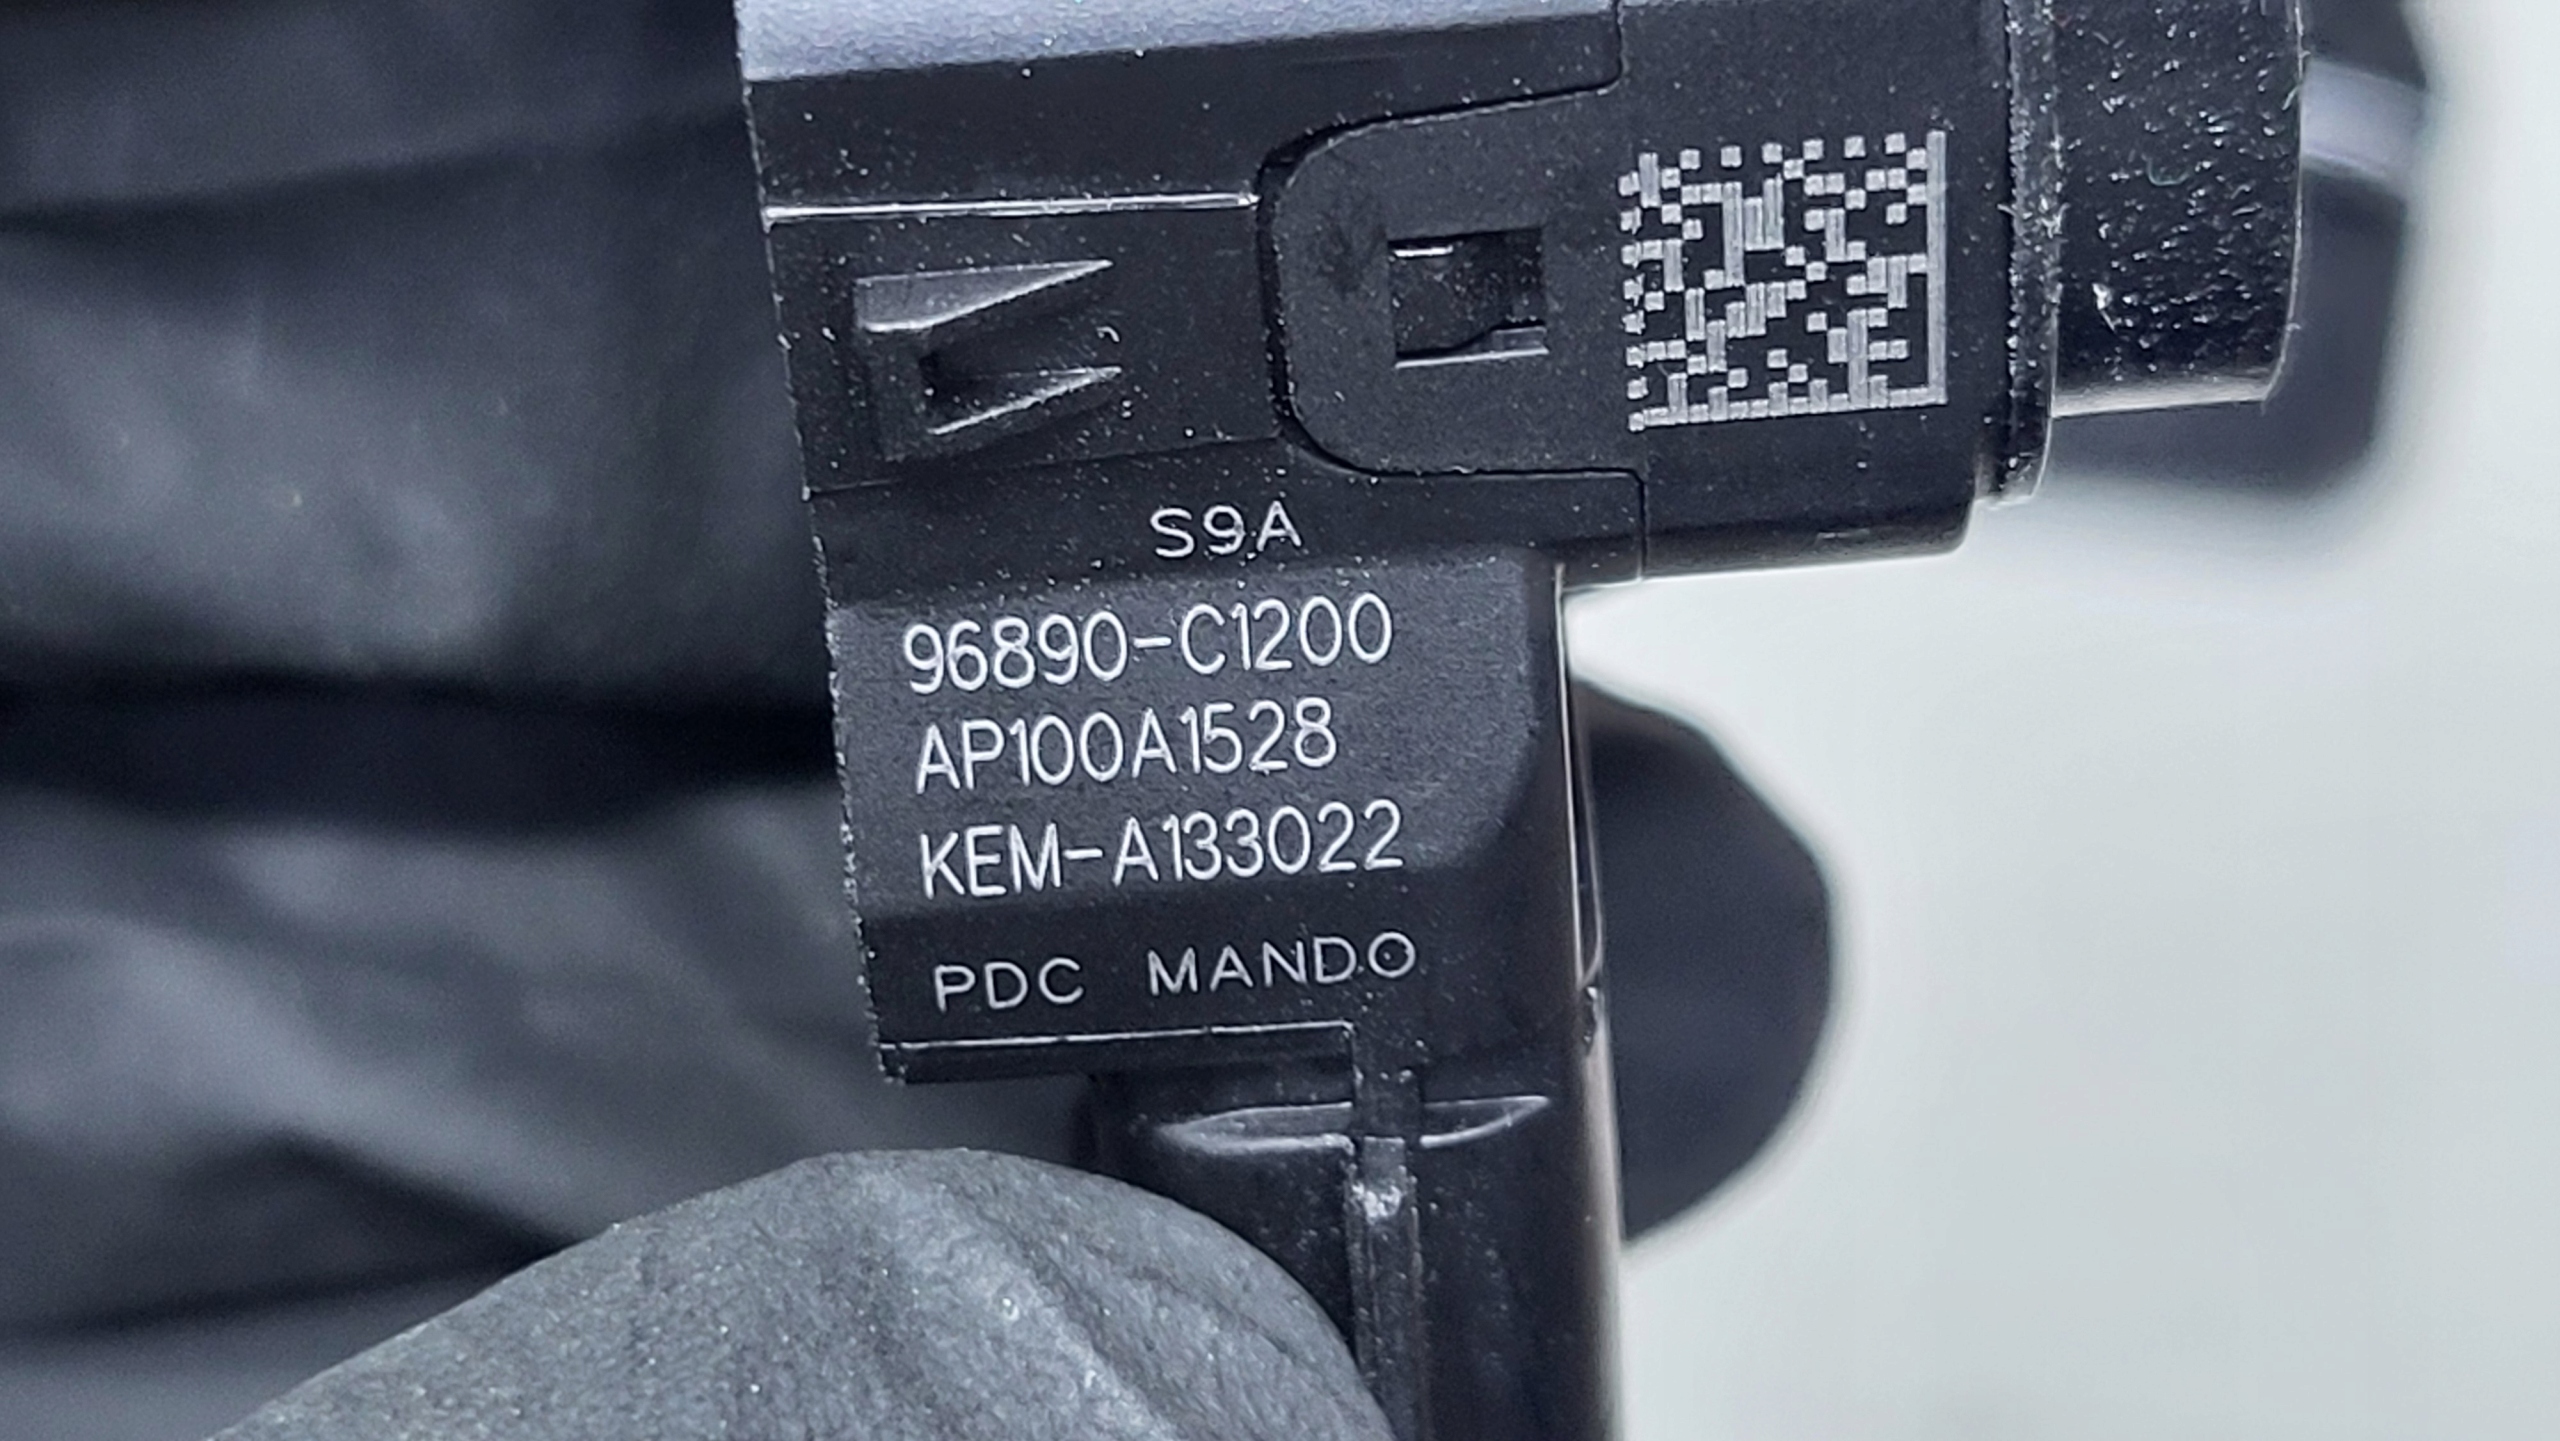 S9A
96890-C1200
AP100A1528
KEM-A133022
PDC MANDO